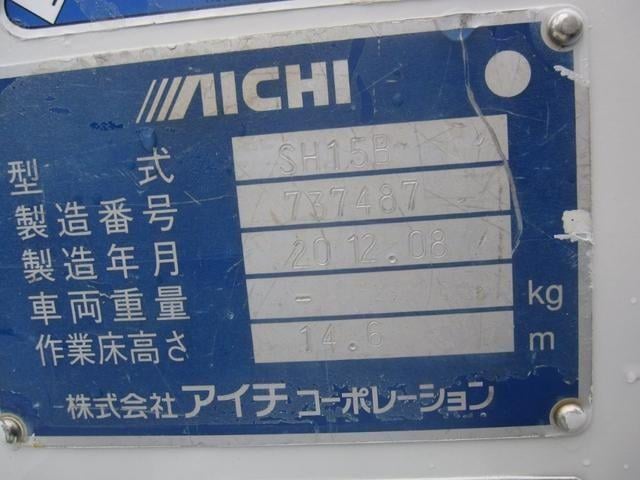 AICHI
型式 SH15B
製造番号 737487
製造年月 2012.08
車両重量 - kg
作業床高さ 14.6 m
株式会社 アイチ コーポレーション